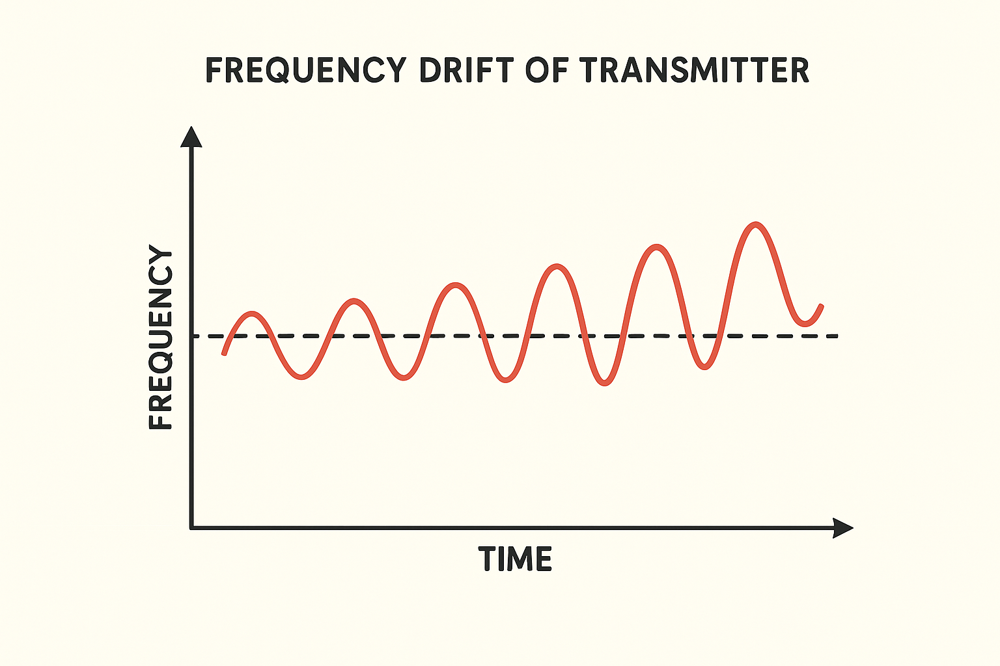 FREQUENCY DRIFT OF TRANSMITTER
FREQUENCY
TIME